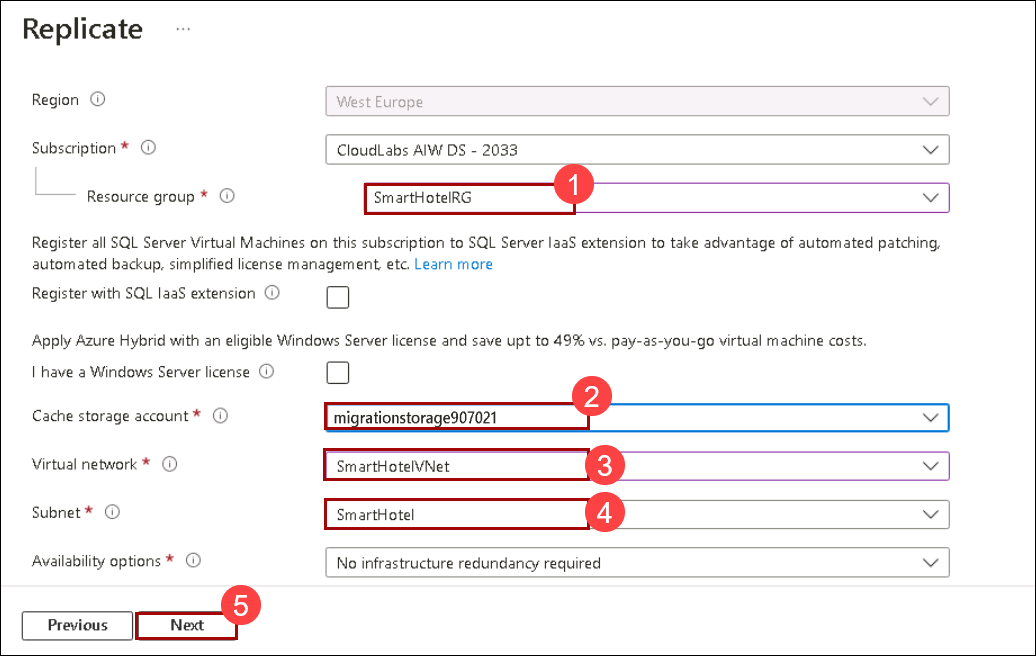 Replicate ...
Region
West Europe
Subscription *
CloudLabs AIW DS - 2033
Resource group *
SmartHotelRG
1
Register all SQL Server Virtual Machines on this subscription to SQL Server IaaS extension to take advantage of automated patching,
automated backup, simplified license management, etc. Learn more
Register with SQL IaaS extension
Apply Azure Hybrid with an eligible Windows Server license and save upt to 49% vs. pay-as-you-go virtual machine costs.
I have a Windows Server license
Cache storage account *
migrationstorage907021
2
Virtual network *
SmartHotelVNet
3
Subnet *
SmartHotel
4
Availability options *
No infrastructure redundancy required
Previous
Next
5